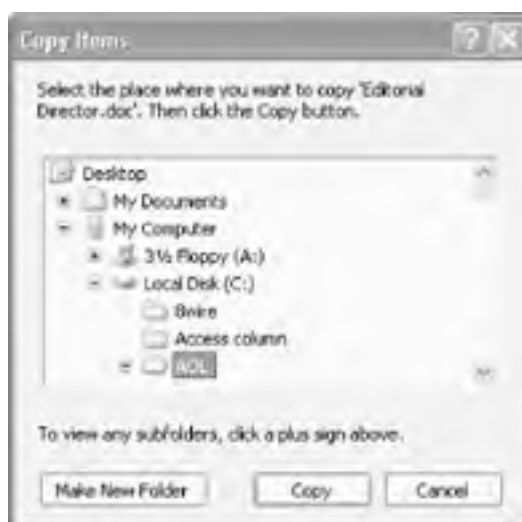 Copy Items
Select the place where you want to copy 'Editorial
Director.doc'. Then click the Copy button.
Desktop
My Documents
My Computer
3½ Floppy (A:)
Local Disk (C:)
8wire
Access column
AOL
To view any subfolders, click a plus sign above.
Make New Folder
Copy
Cancel